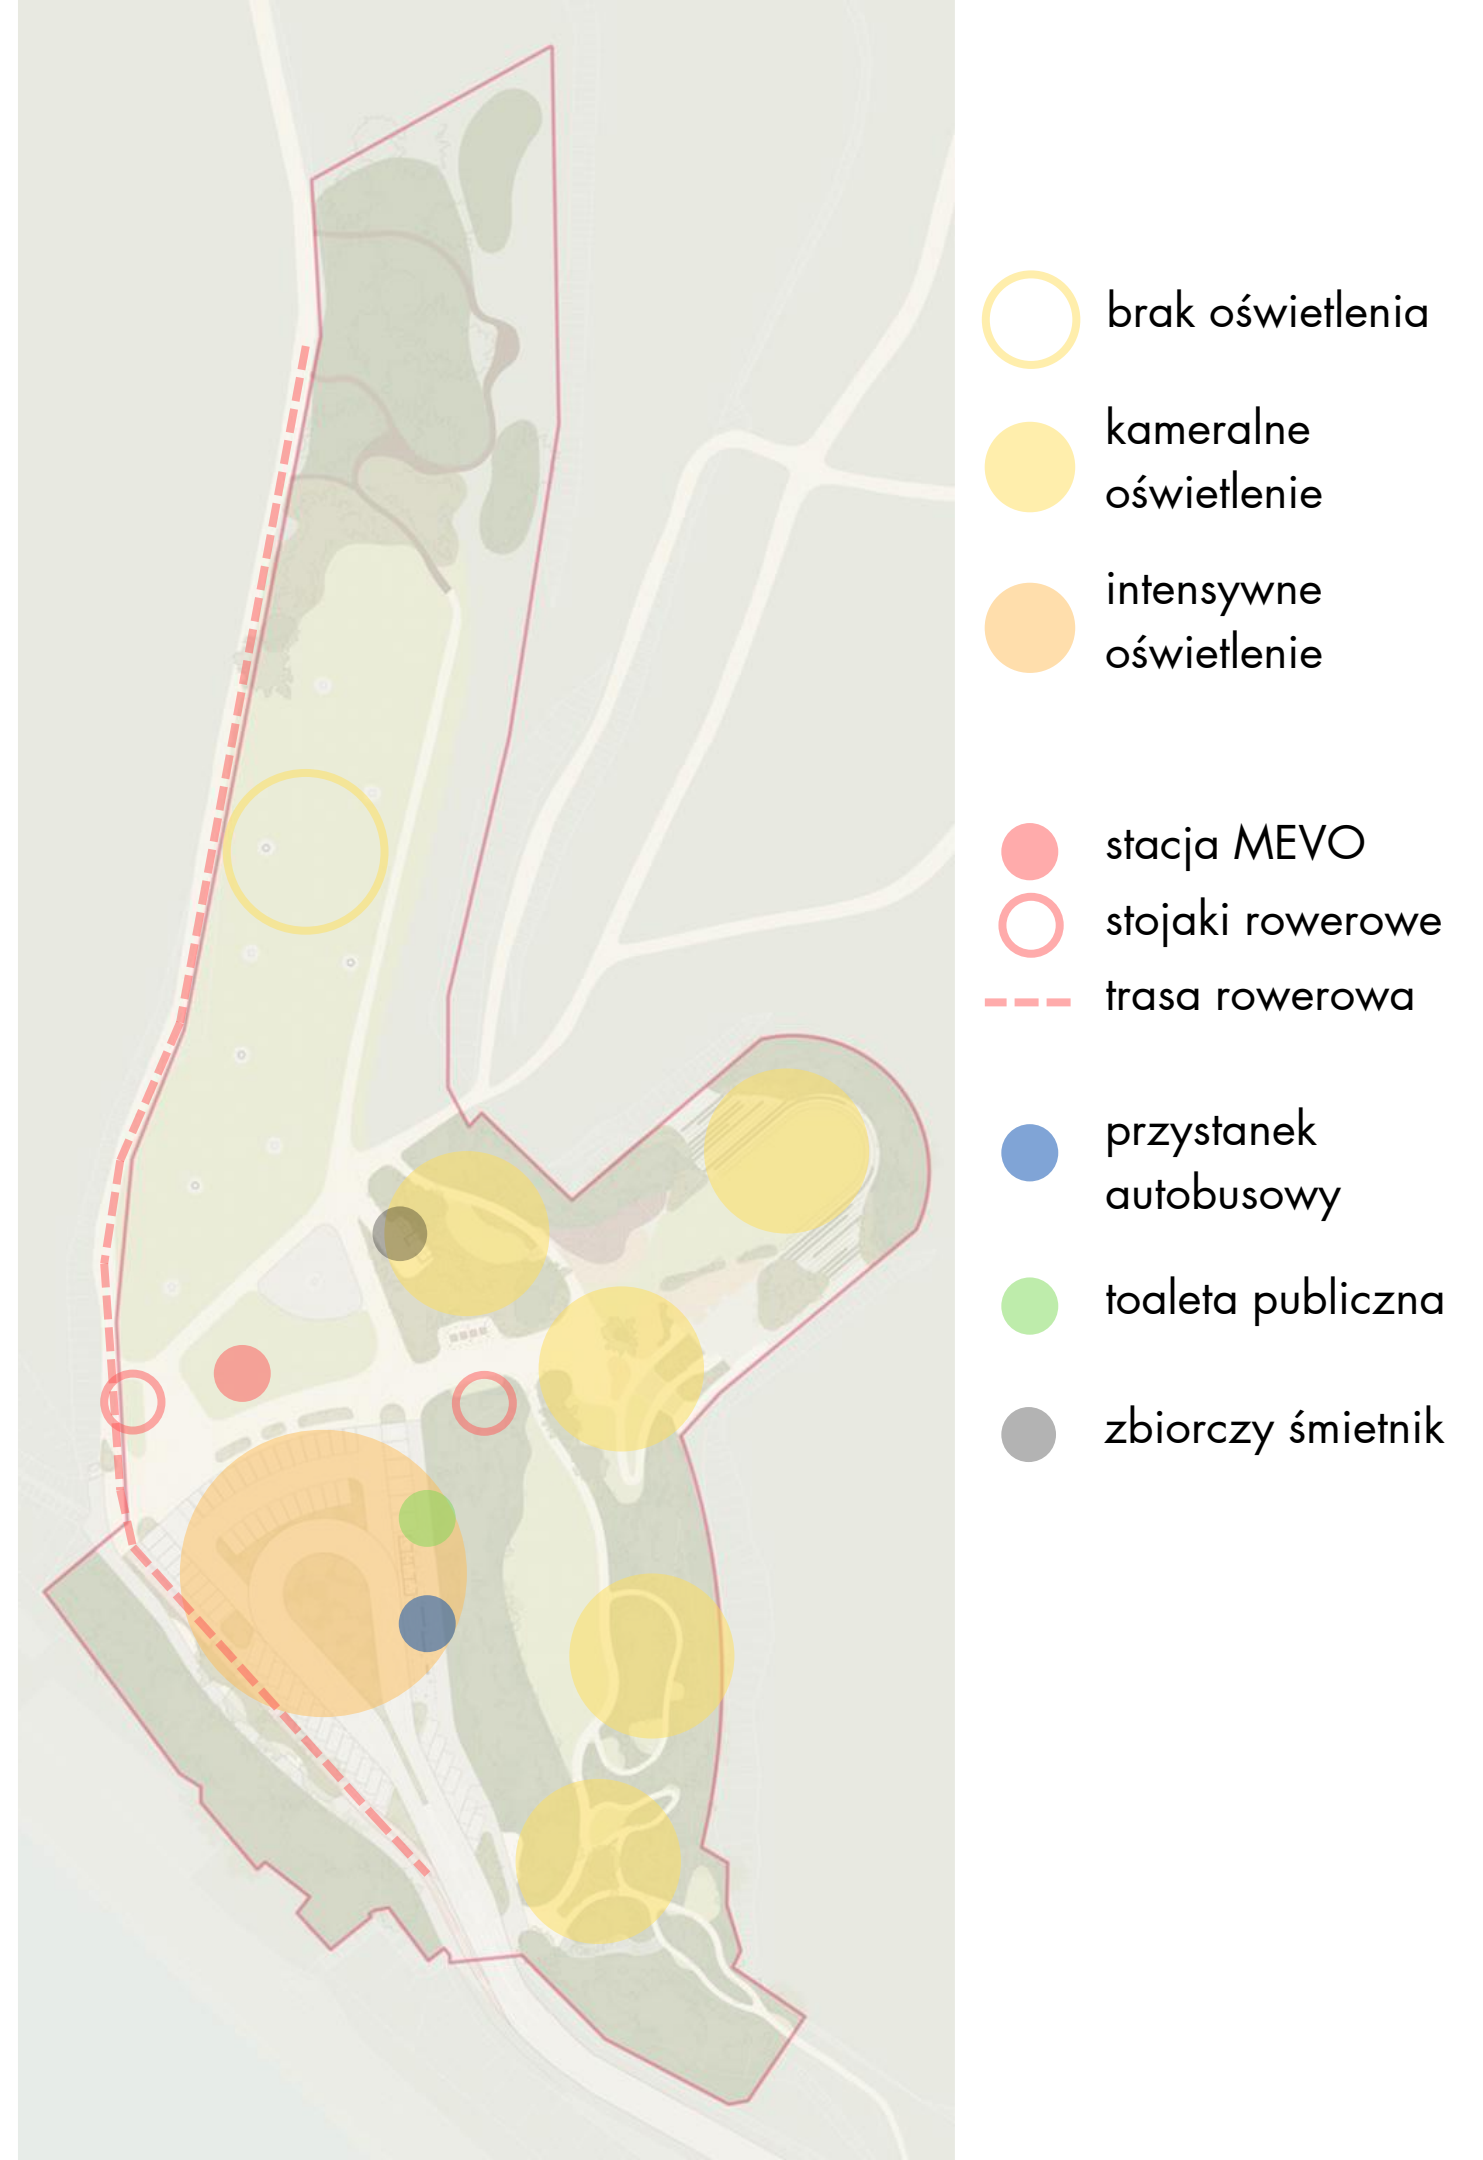 brak oświetlenia
kameralne
oświetlenie
intensywne
oświetlenie
stacja MEVO
stojaki rowerowe
trasa rowerowa
przystanek
autobusowy
toaleta publiczna
zbiorczy śmietnik